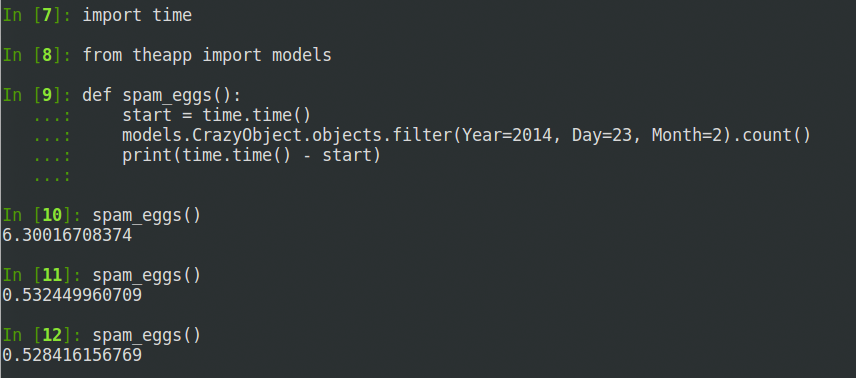 In [7]: import time
In [8]: from theapp import models
In [9]: def spam_eggs():
...: start = time.time()
...: models.CrazyObject.objects.filter(Year=2014, Day=23, Month=2).count()
...: print(time.time() - start)
...:
In [10]: spam_eggs()
6.30016708374
In [11]: spam_eggs()
0.532449960709
In [12]: spam_eggs()
0.528416156769